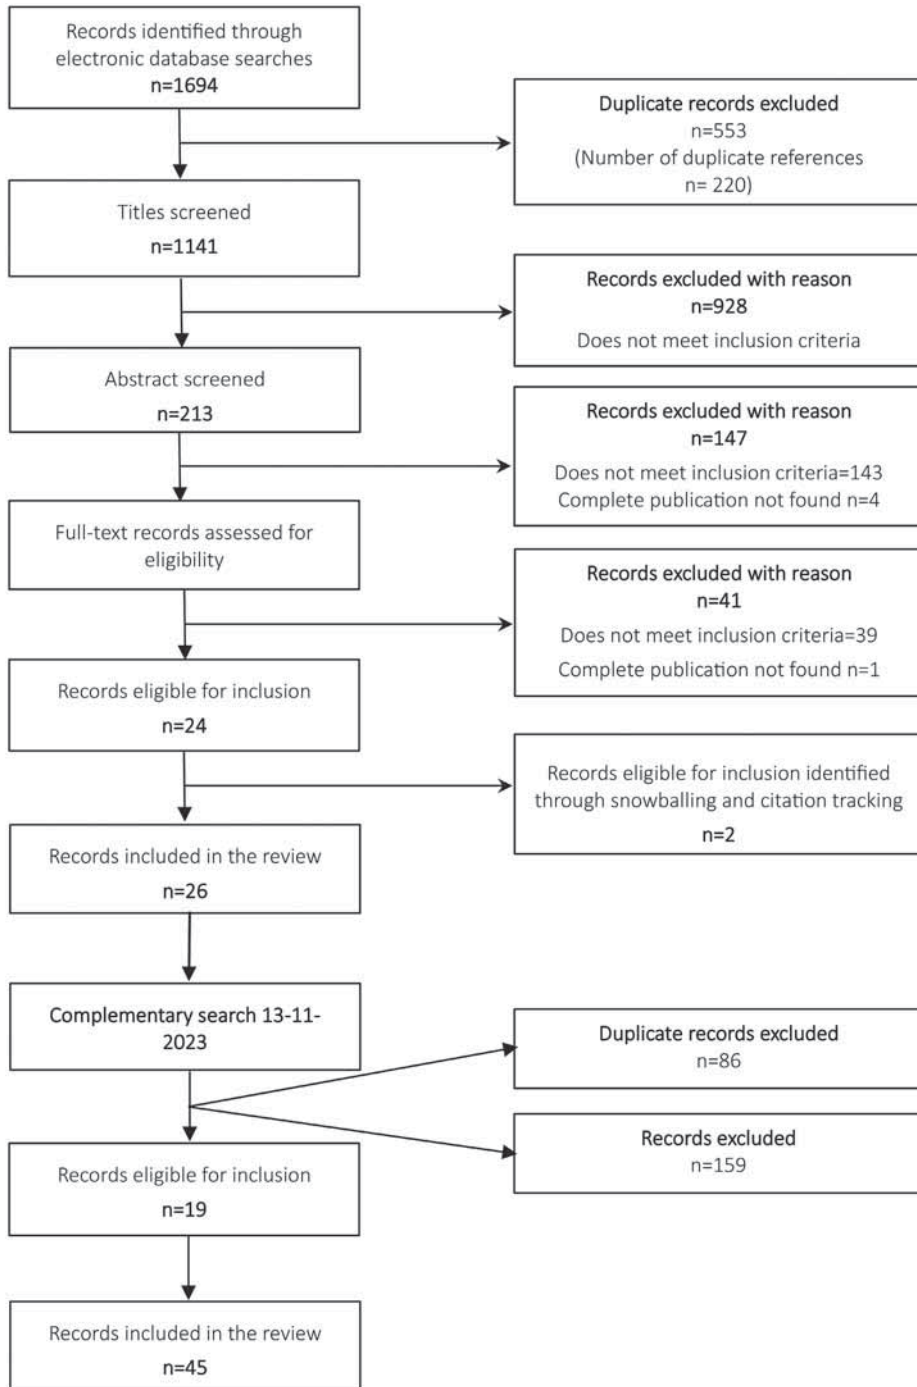 Records identified through
electronic database searches
n=1694
Duplicate records excluded
n=553
(Number of duplicate references
n= 220)
Titles screened
n=1141
Records excluded with reason
n=928
Does not meet inclusion criteria
Abstract screened
n=213
Records excluded with reason
n=147
Does not meet inclusion criteria=143
Complete publication not found n=4
Full-text records assessed for
eligibility
Records excluded with reason
n=41
Does not meet inclusion criteria=39
Complete publication not found n=1
Records eligible for inclusion
n=24
Records eligible for inclusion identified
through snowballing and citation tracking
n=2
Records included in the review
n=26
Complementary search 13-11-
2023
Duplicate records excluded
n=86
Records excluded
n=159
Records eligible for inclusion
n=19
Records included in the review
n=45